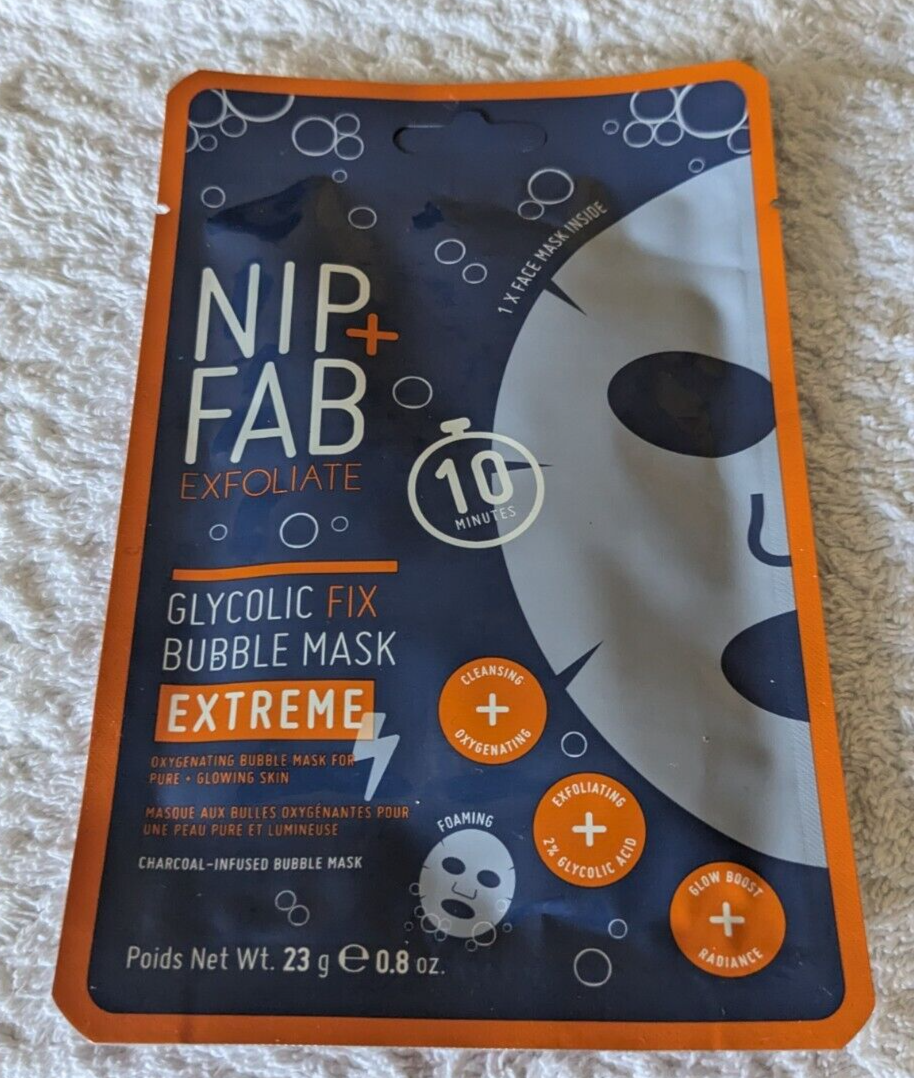 1 X FACE MASK INSIDE
NIP+
FAB
EXFOLIATE
10
MINUTES
GLYCOLIC FIX
BUBBLE MASK
EXTREME
OXYGENATING BUBBLE MASK FOR
PURE + GLOWING SKIN
MASQUE AUX BULLES OXYGÉNANTES POUR
UNE PEAU PURE ET LUMINEUSE
CHARCOAL-INFUSED BUBBLE MASK
CLEANSING
+
OXYGENATING
EXFOLIATING
+
2% GLYCOLIC ACID
FOAMING
GLOW BOOST
+
RADIANCE
Poids Net Wt. 23 g ℮ 0.8 oz.